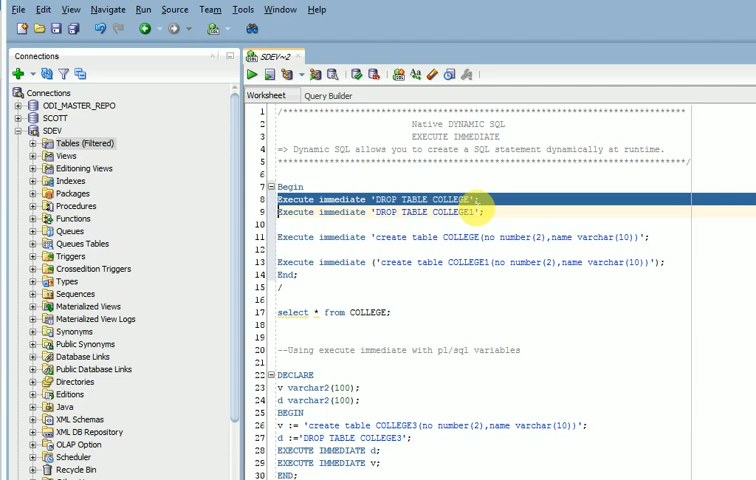 File Edit View Navigate Run Source Team Tools Window Help
Connections
Connections
ODI_MASTER_REPO
SCOTT
SDEV
Tables (Filtered)
Views
Editioning Views
Indexes
Packages
Procedures
Functions
Queues
Queues Tables
Triggers
Crossedition Triggers
Types
Sequences
Materialized Views
Materialized View Logs
Synonyms
Public Synonyms
Database Links
Public Database Links
Directories
Editions
Java
XML Schemas
XML DB Repository
OLAP Option
Scheduler
Recycle Bin
SDEV~2
Worksheet Query Builder
1 /*****************************************************************************
2 Native DYNAMIC SQL
3 EXECUTE IMMEDIATE
4 => Dynamic SQL allows you to create a SQL statement dynamically at runtime.
5 *****************************************************************************/
6
7 Begin
8 Execute immediate 'DROP TABLE COLLEGE';
9 Execute immediate 'DROP TABLE COLLEGE1';
10
11 Execute immediate 'create table COLLEGE(no number(2),name varchar(10))';
12
13 Execute immediate ('create table COLLEGE1(no number(2),name varchar(10))');
14 End;
15 /
16
17 select * from COLLEGE;
18
19
20 --Using execute immediate with pl/sql variables
21
22 DECLARE
23 v varchar2(100);
24 d varchar2(100);
25 BEGIN
26 v := 'create table COLLEGE3(no number(2),name varchar(10))';
27 d :='DROP TABLE COLLEGE3';
28 EXECUTE IMMEDIATE d;
29 EXECUTE IMMEDIATE v;
30 END;